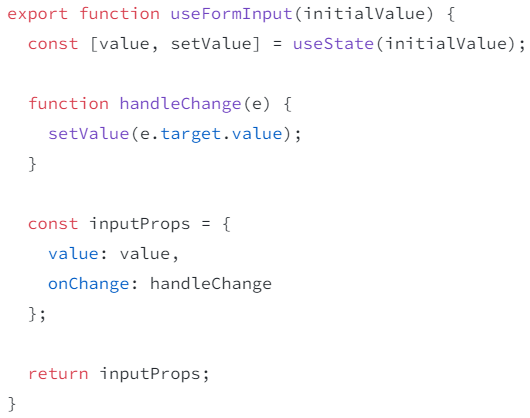 export function useFormInput(initialValue) {
  const [value, setValue] = useState(initialValue);

  function handleChange(e) {
    setValue(e.target.value);
  }

  const inputProps = {
    value: value,
    onChange: handleChange
  };

  return inputProps;
}